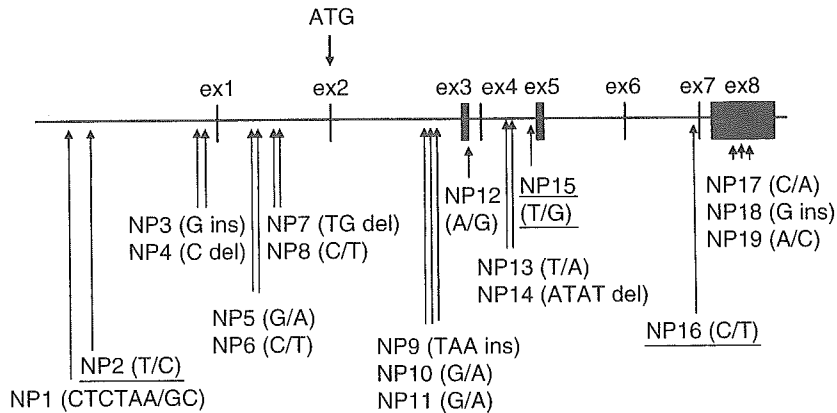 ATG
ex1 ex2 ex3 ex4 ex5 ex6 ex7 ex8
NP12
(A/G)
NP15
(T/G)
NP17 (C/A)
NP18 (G ins)
NP19 (A/C)
NP3 (G ins)
NP4 (C del)
NP7 (TG del)
NP8 (C/T)
NP13 (T/A)
NP14 (ATAT del)
NP5 (G/A)
NP6 (C/T)
NP9 (TAA ins)
NP10 (G/A)
NP11 (G/A)
NP16 (C/T)
NP2 (T/C)
NP1 (CTCTAA/GC)